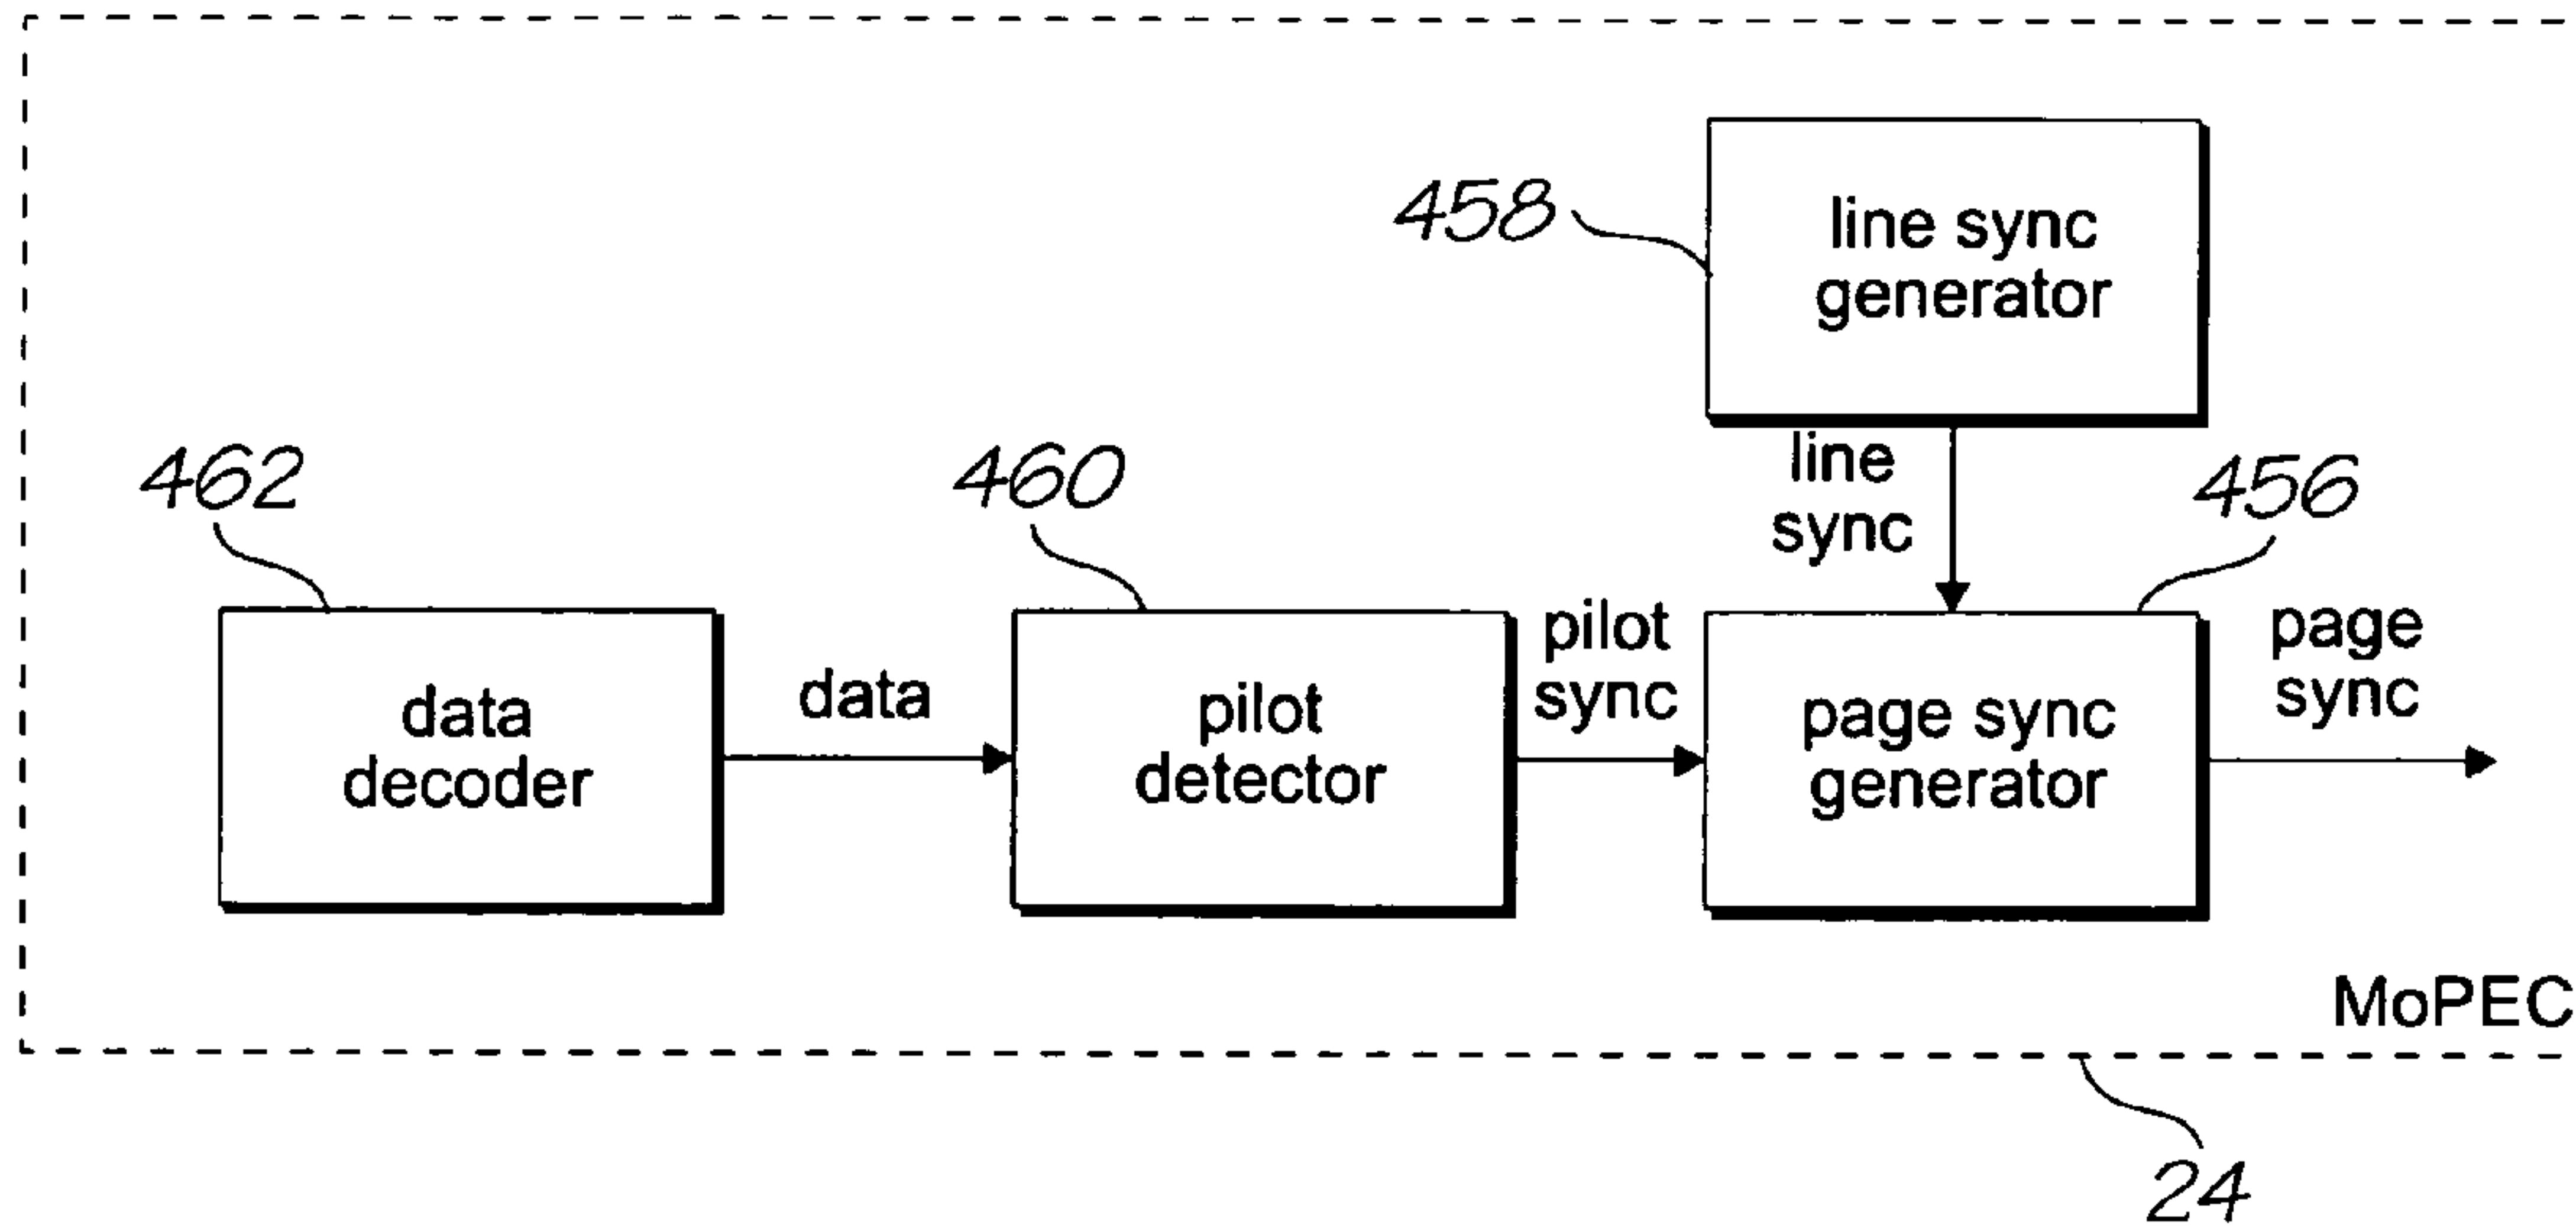 458
line sync
generator
line
sync
462
460
456
data
decoder
data
pilot
detector
pilot
sync
page sync
generator
page
sync
MoPEC
24